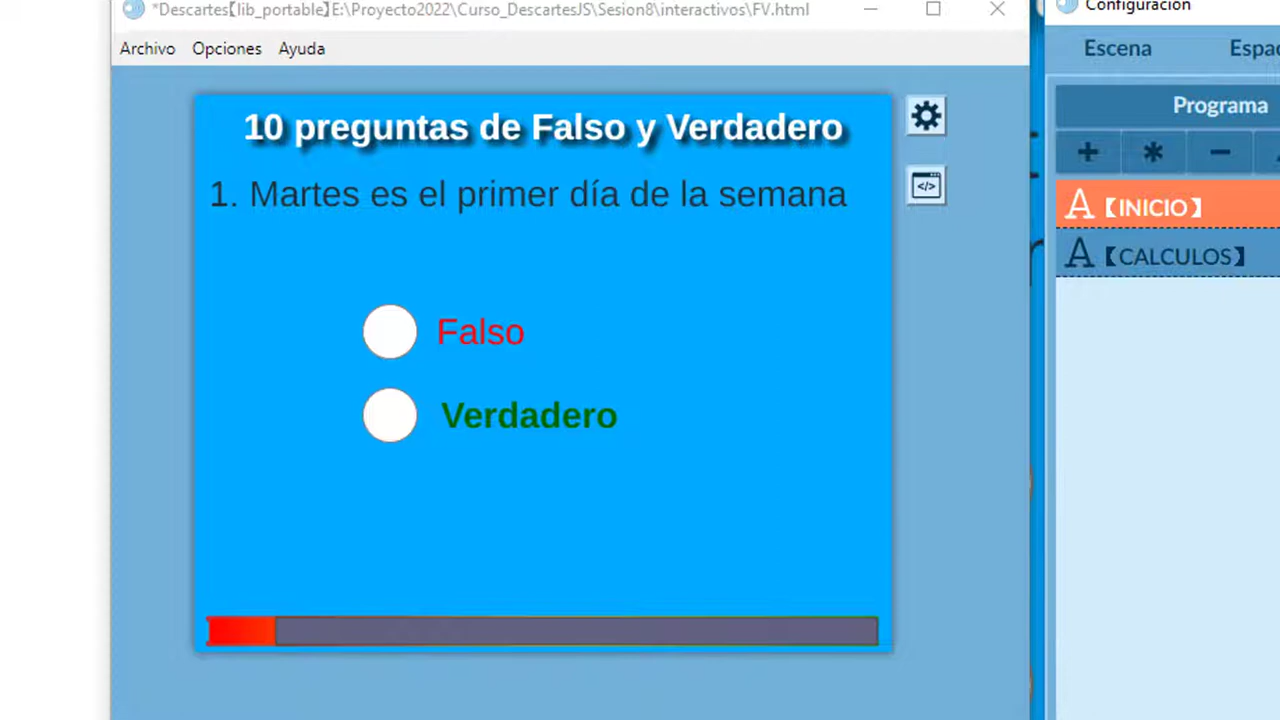 *Descartes【lib_portable】E:\Proyecto2022\Curso_DescartesJS\Sesion8\interactivos\FV.html
Archivo Opciones Ayuda
10 preguntas de Falso y Verdadero
1. Martes es el primer día de la semana
Falso
Verdadero
</>
Configuración
Escena
Programa
+ * −
A【INICIO】
A【CALCULOS】